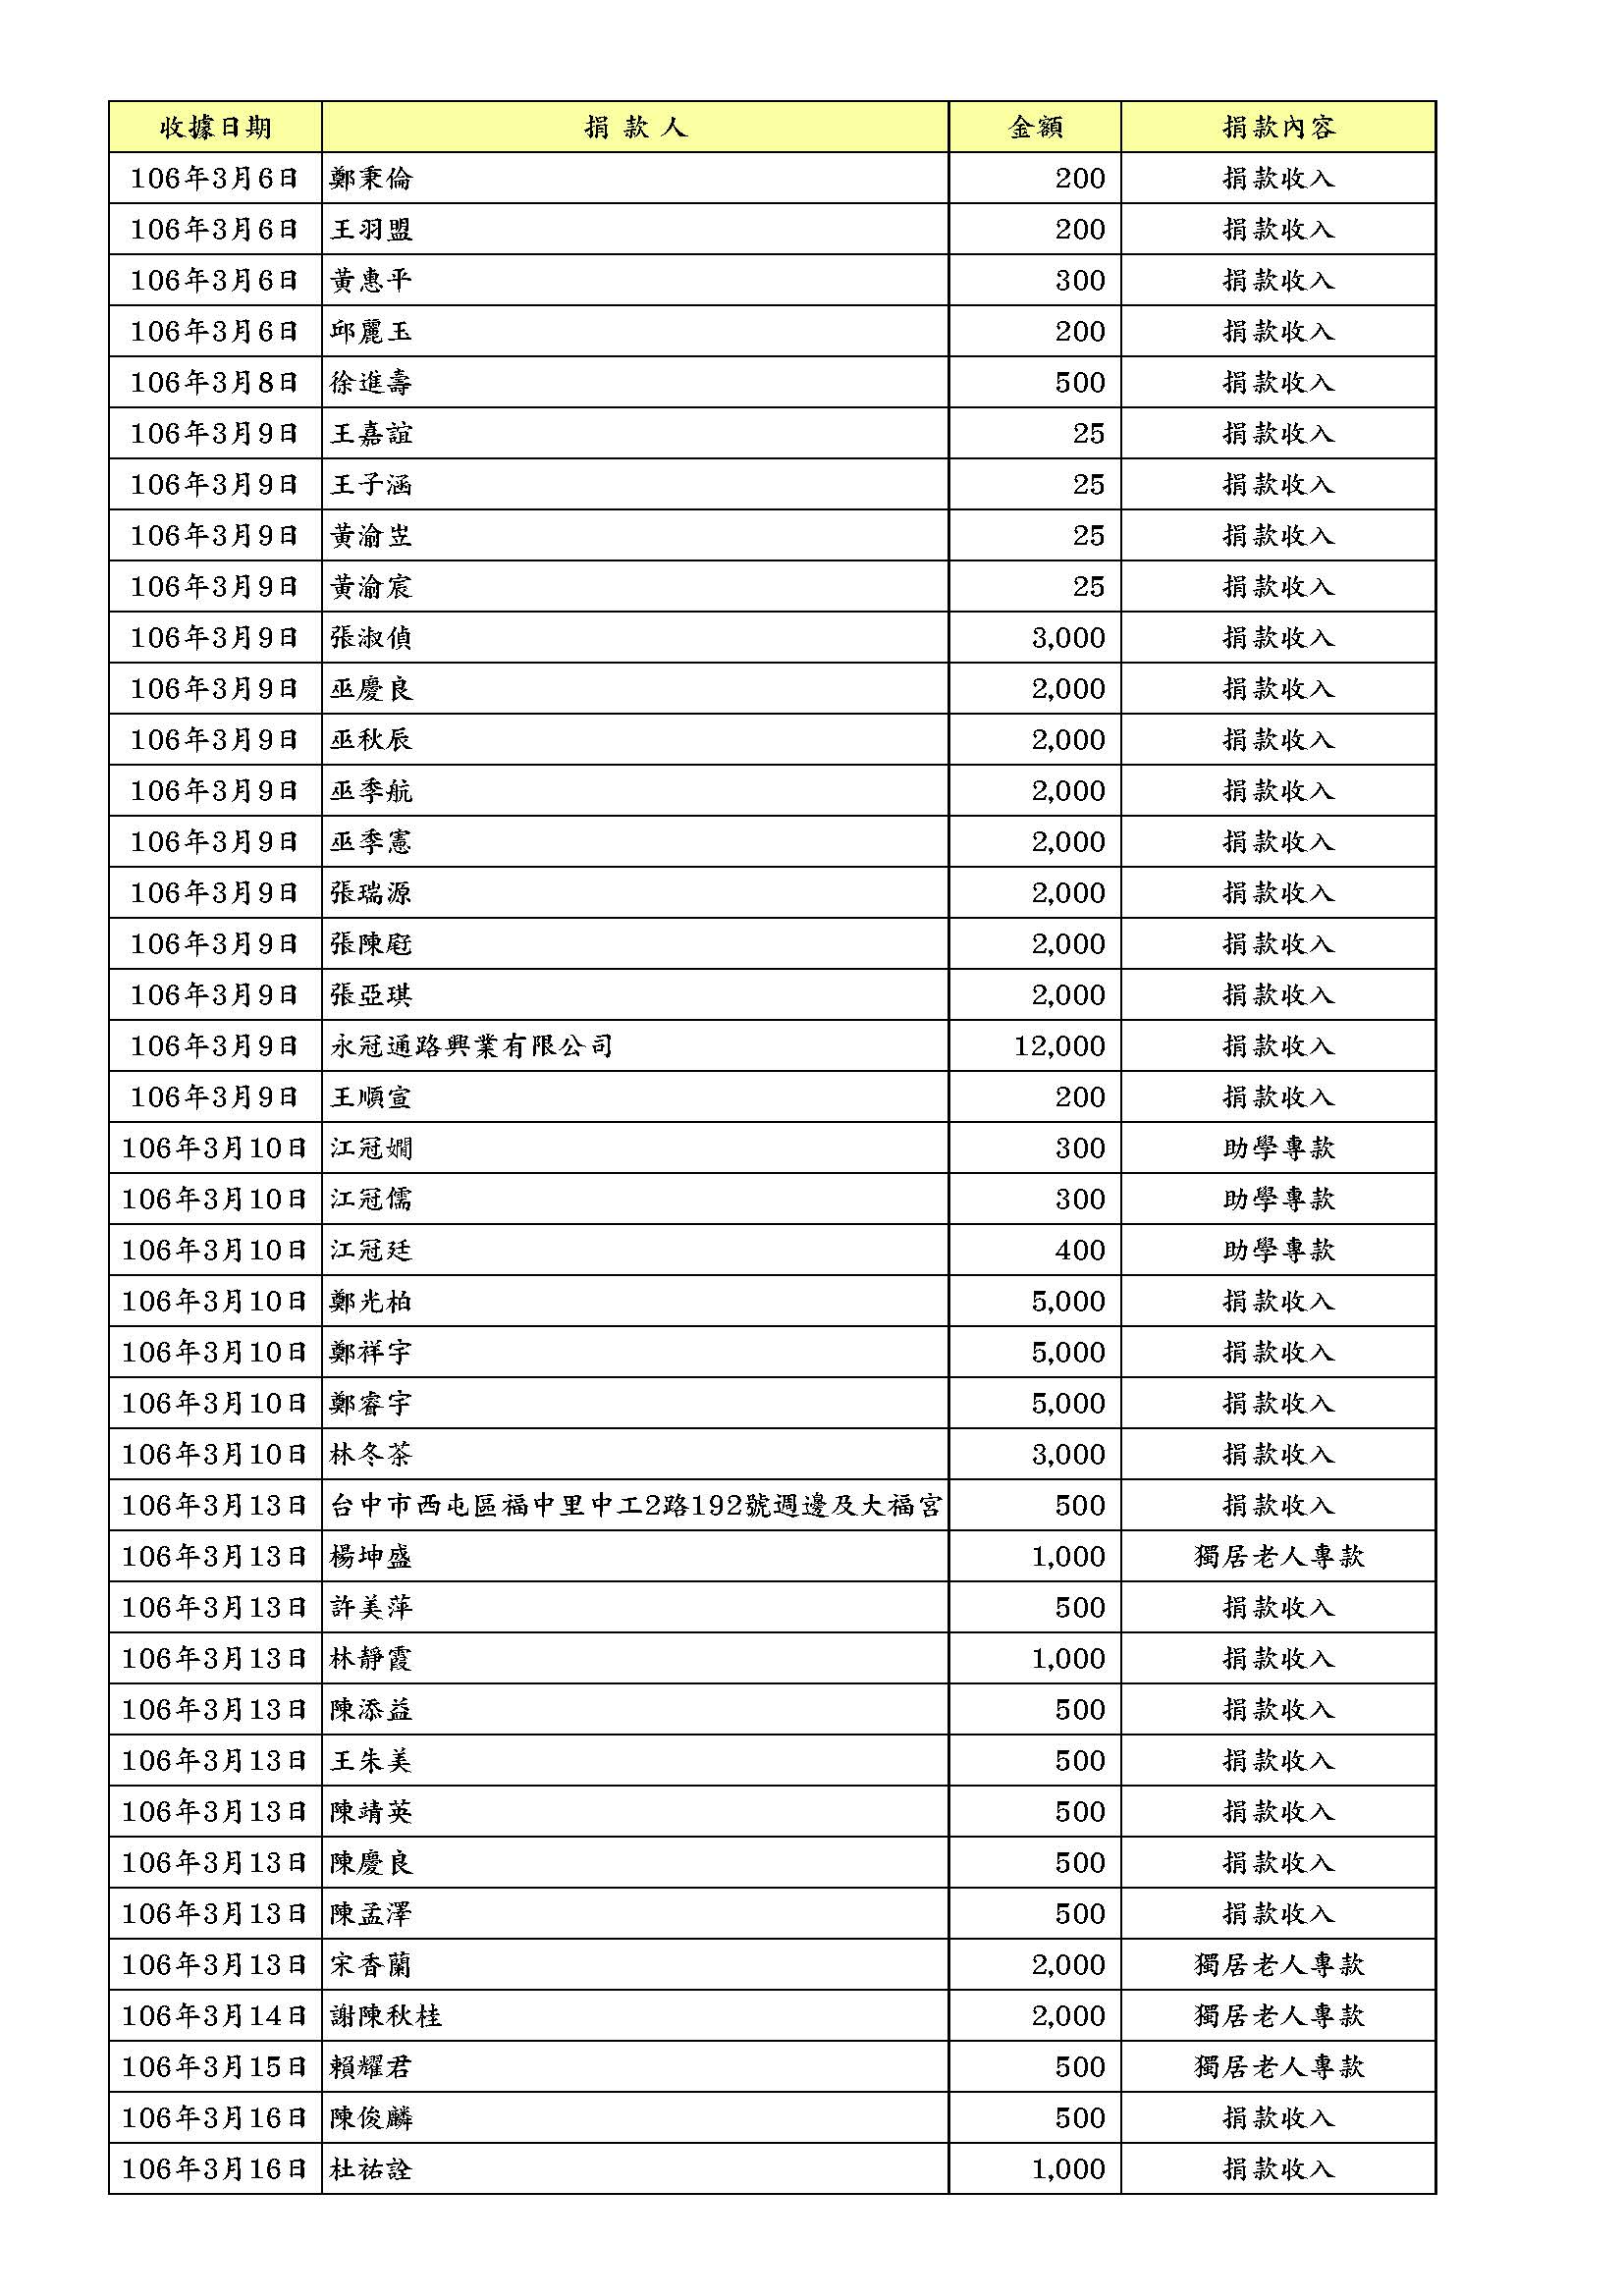 收據日期 捐 款 人 金額 捐款內容
106年3月6日 鄭秉倫 200 捐款收入
106年3月6日 王羽盟 200 捐款收入
106年3月6日 黃惠平 300 捐款收入
106年3月6日 邱麗玉 200 捐款收入
106年3月8日 徐進壽 500 捐款收入
106年3月9日 王嘉誼 25 捐款收入
106年3月9日 王子涵 25 捐款收入
106年3月9日 黃渝岦 25 捐款收入
106年3月9日 黃渝宸 25 捐款收入
106年3月9日 張淑偵 3,000 捐款收入
106年3月9日 巫慶良 2,000 捐款收入
106年3月9日 巫秋辰 2,000 捐款收入
106年3月9日 巫季航 2,000 捐款收入
106年3月9日 巫季憲 2,000 捐款收入
106年3月9日 張瑞源 2,000 捐款收入
106年3月9日 2,000 捐款收入
106年3月9日 張亞琪 2,000 捐款收入
106年3月9日 永冠通路興業有限公司 12,000 捐款收入
106年3月9日 王順宣 200 捐款收入
106年3月10日 江冠嫺 300 助學專款
106年3月10日 江冠儒 300 助學專款
106年3月10日 江冠廷 400 助學專款
106年3月10日 鄭光柏 5,000 捐款收入
106年3月10日 鄭祥宇 5,000 捐款收入
106年3月10日 鄭睿宇 5,000 捐款收入
106年3月10日 林冬茶 3,000 捐款收入
106年3月13日 台中市西屯區福中里中工2路192號週邊及大福宮 500 捐款收入
106年3月13日 楊坤盛 1,000 獨居老人專款
106年3月13日 許美萍 500 捐款收入
106年3月13日 林靜霞 1,000 捐款收入
106年3月13日 陳添益 500 捐款收入
106年3月13日 王朱美 500 捐款收入
106年3月13日 陳靖英 500 捐款收入
106年3月13日 陳慶良 500 捐款收入
106年3月13日 陳孟澤 500 捐款收入
106年3月13日 宋香蘭 2,000 獨居老人專款
106年3月14日 謝陳秋桂 2,000 獨居老人專款
106年3月15日 賴耀君 500 獨居老人專款
106年3月16日 陳俊麟 500 捐款收入
106年3月16日 杜祐詮 1,000 捐款收入